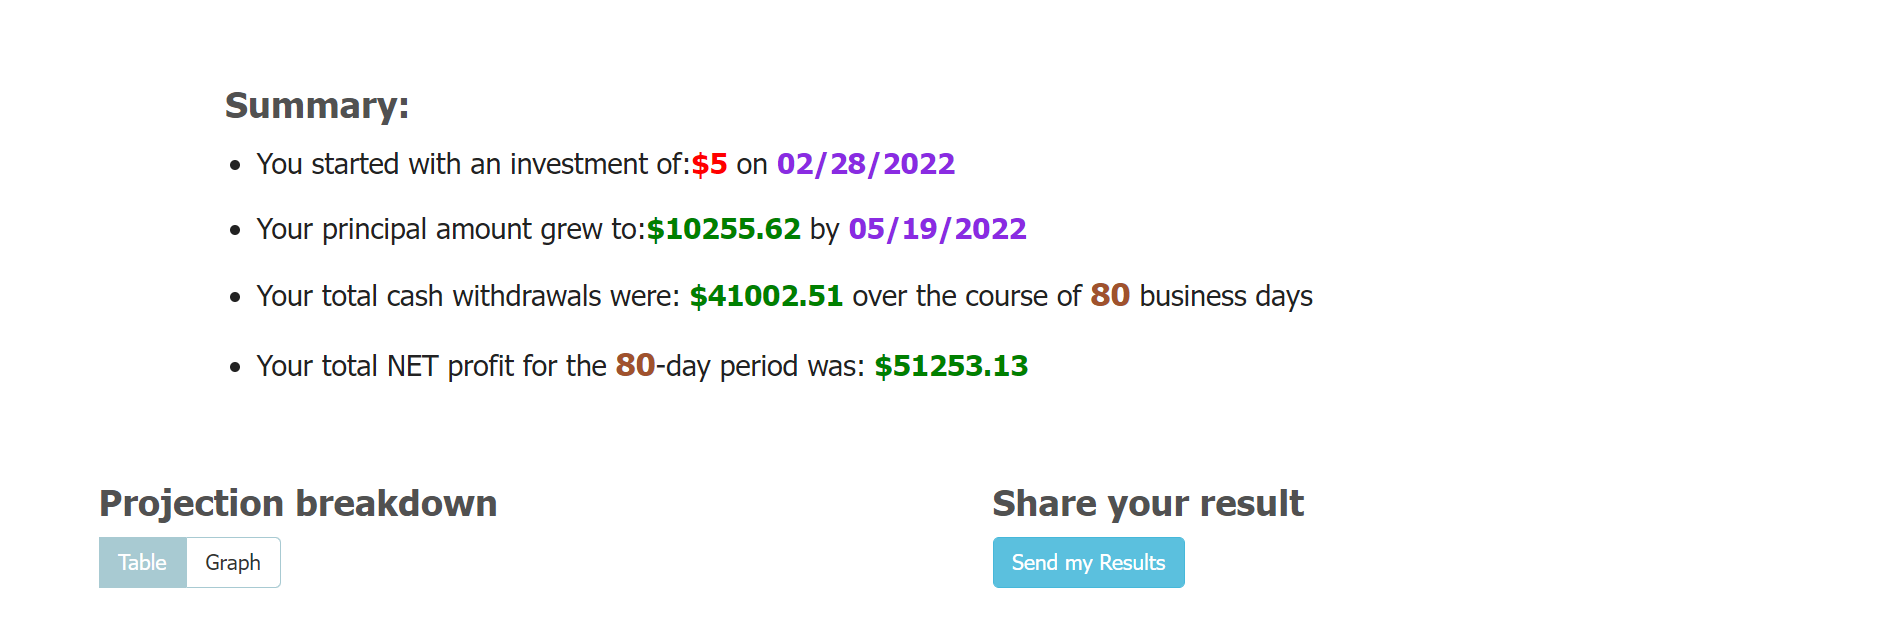 Summary:
You started with an investment of:$5 on 02/28/2022
Your principal amount grew to:$10255.62 by 05/19/2022
Your total cash withdrawals were: $41002.51 over the course of 80 business days
Your total NET profit for the 80-day period was: $51253.13
Projection breakdown
Share your result
Table Graph
Send my Results